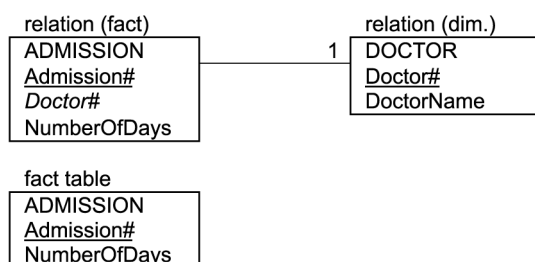 relation (fact)
ADMISSION
Admission#
Doctor#
NumberOfDays
relation (dim.)
1
DOCTOR
Doctor#
DoctorName
fact table
ADMISSION
Admission#
NumberOfDays